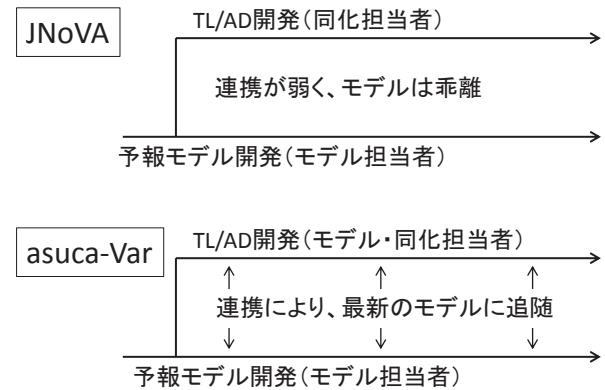 JNoVA
TL/AD開発(同化担当者)
連携が弱く、モデルは乖離
予報モデル開発(モデル担当者)
asuca-Var
TL/AD開発(モデル・同化担当者)
連携により、最新のモデルに追随
予報モデル開発(モデル担当者)